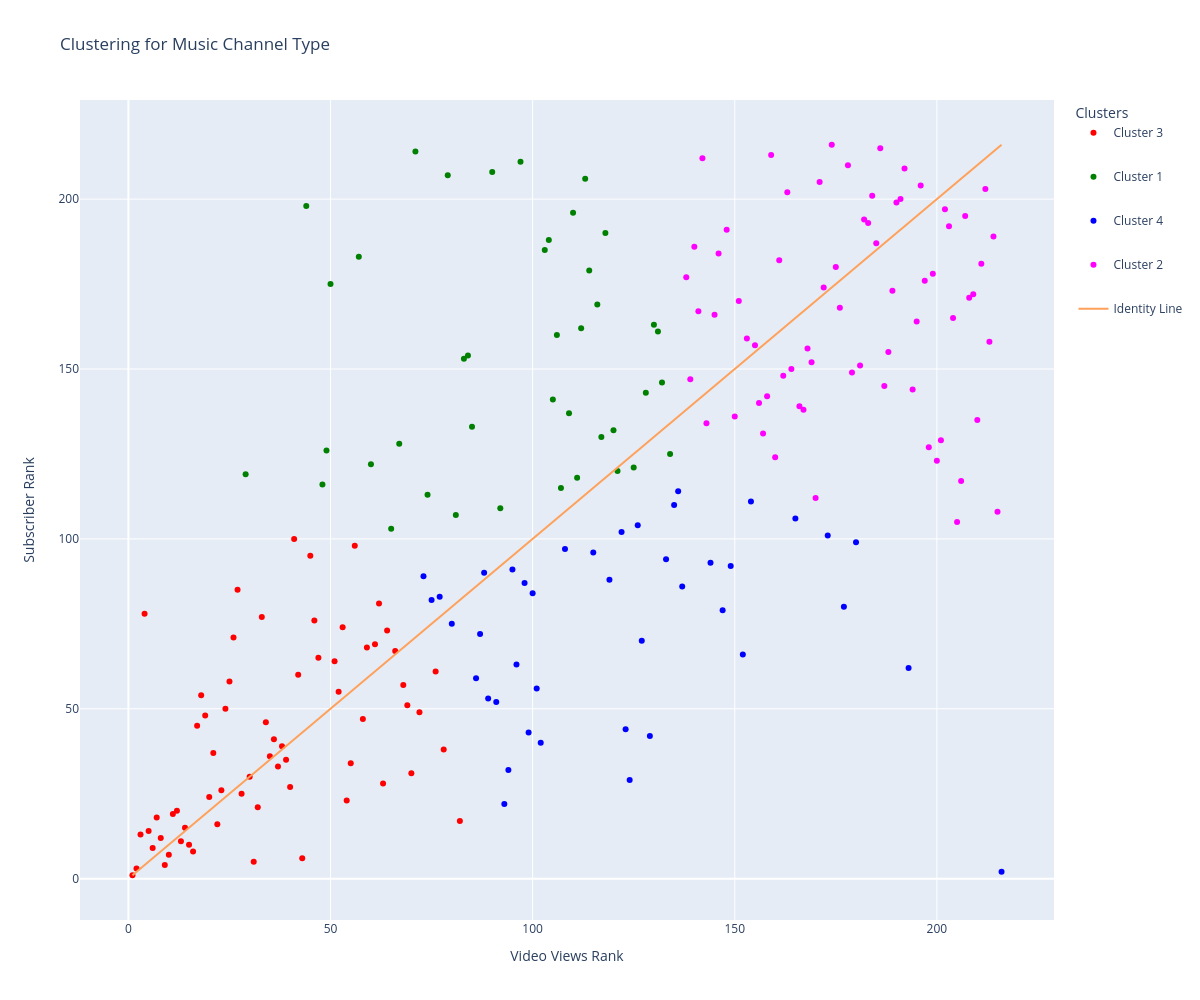 Clustering for Music Channel Type
Clusters
Cluster 3
Cluster 1
Cluster 4
Cluster 2
Identity Line
Subscriber Rank
200
150
100
50
0
0 50 100 150 200
Video Views Rank